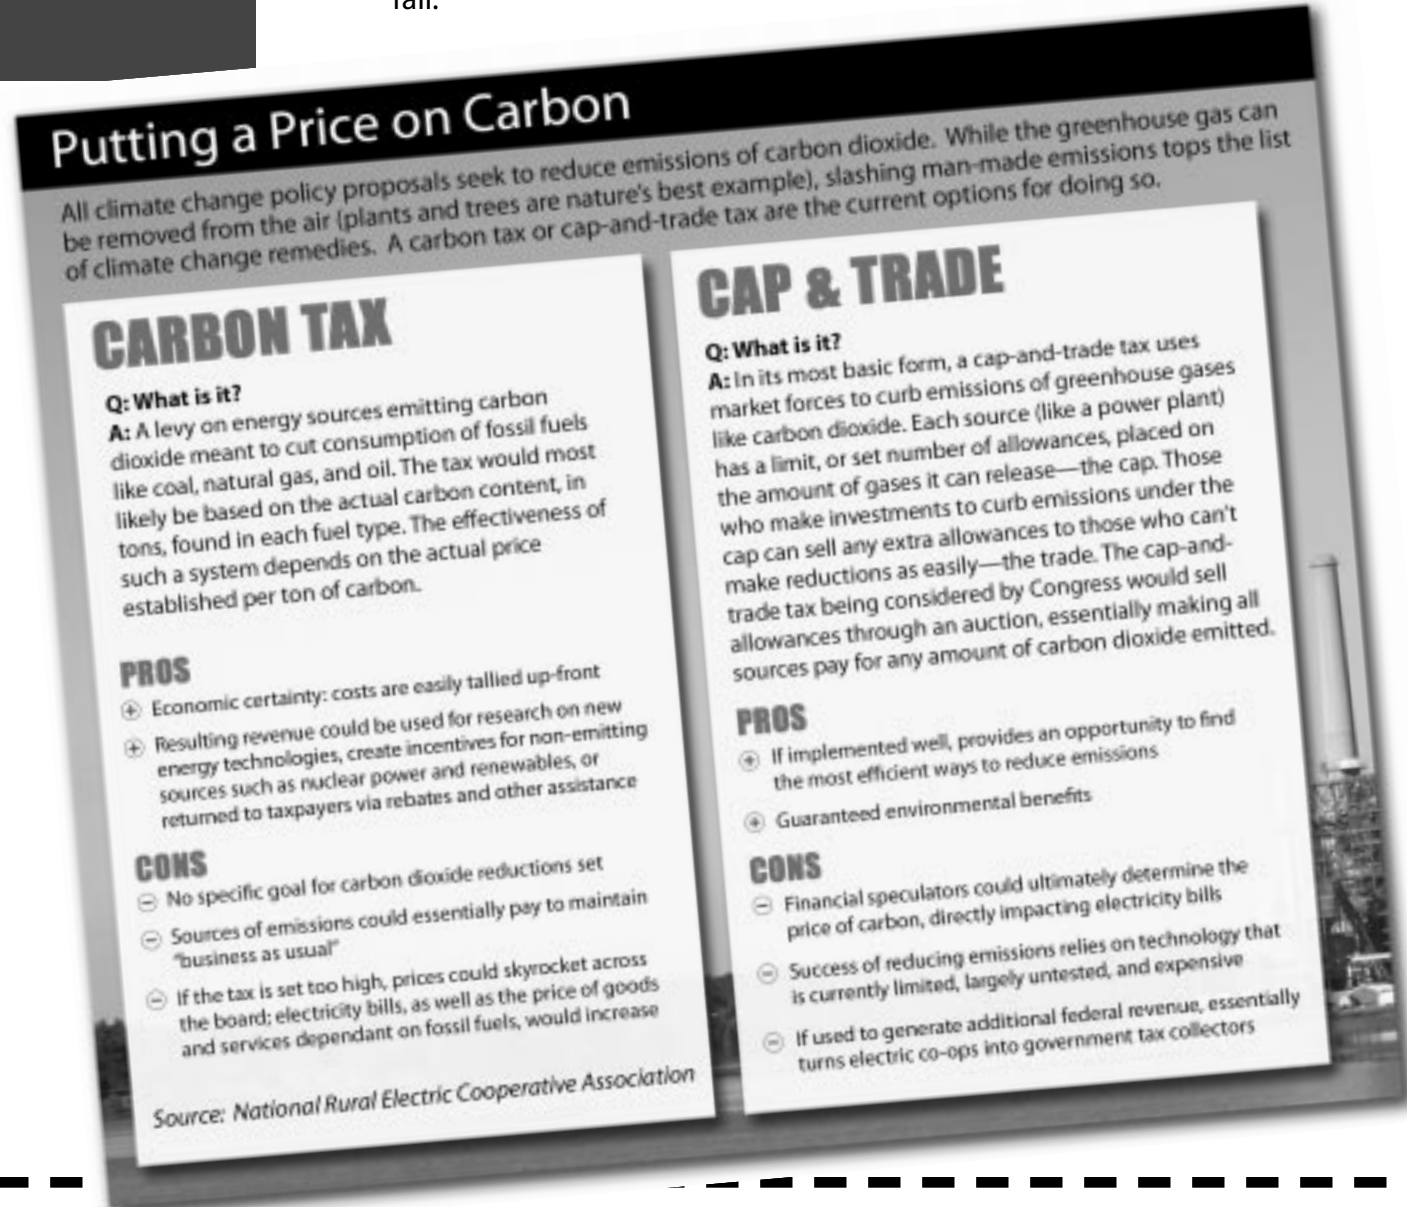 fall.
Putting a Price on Carbon
All climate change policy proposals seek to reduce emissions of carbon dioxide. While the greenhouse gas can
be removed from the air (plants and trees are nature's best example), slashing man-made emissions tops the list
of climate change remedies. A carbon tax or cap-and-trade tax are the current options for doing so.
CARBON TAX
Q: What is it?
A: A levy on energy sources emitting carbon
dioxide meant to cut consumption of fossil fuels
like coal, natural gas, and oil. The tax would most
likely be based on the actual carbon content, in
tons, found in each fuel type. The effectiveness of
such a system depends on the actual price
established per ton of carbon.
PROS
+ Economic certainty: costs are easily tallied up-front
+ Resulting revenue could be used for research on new
energy technologies, create incentives for non-emitting
sources such as nuclear power and renewables, or
returned to taxpayers via rebates and other assistance
CONS
− No specific goal for carbon dioxide reductions set
− Sources of emissions could essentially pay to maintain
"business as usual"
− If the tax is set too high, prices could skyrocket across
the board; electricity bills, as well as the price of goods
and services dependant on fossil fuels, would increase
Source: National Rural Electric Cooperative Association
CAP & TRADE
Q: What is it?
A: In its most basic form, a cap-and-trade tax uses
market forces to curb emissions of greenhouse gases
like carbon dioxide. Each source (like a power plant)
has a limit, or set number of allowances, placed on
the amount of gases it can release—the cap. Those
who make investments to curb emissions under the
cap can sell any extra allowances to those who can't
make reductions as easily—the trade. The cap-and-
trade tax being considered by Congress would sell
allowances through an auction, essentially making all
sources pay for any amount of carbon dioxide emitted.
PROS
+ If implemented well, provides an opportunity to find
the most efficient ways to reduce emissions
+ Guaranteed environmental benefits
CONS
− Financial speculators could ultimately determine the
price of carbon, directly impacting electricity bills
− Success of reducing emissions relies on technology that
is currently limited, largely untested, and expensive
− If used to generate additional federal revenue, essentially
turns electric co-ops into government tax collectors